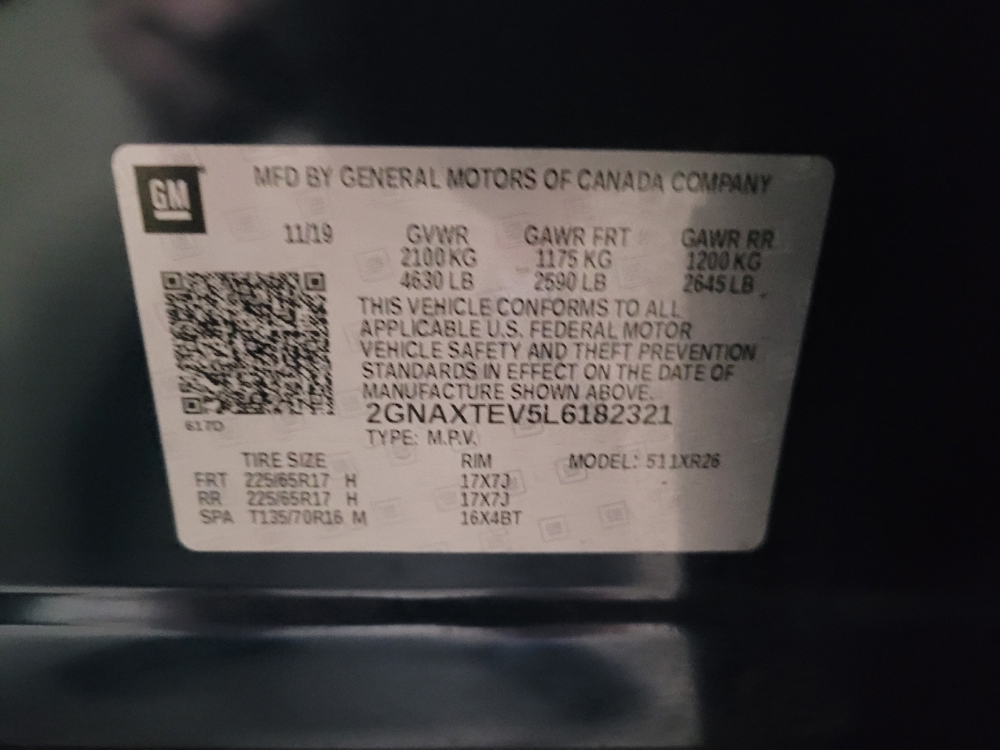 GM
MFD BY GENERAL MOTORS OF CANADA COMPANY
11/19 GVWR GAWR FRT GAWR RR
2100 KG 1175 KG 1200 KG
4630 LB 2590 LB 2645 LB
THIS VEHICLE CONFORMS TO ALL
APPLICABLE U.S. FEDERAL MOTOR
VEHICLE SAFETY AND THEFT PREVENTION
STANDARDS IN EFFECT ON THE DATE OF
MANUFACTURE SHOWN ABOVE.
2GNAXTEV5L6182321
617D
TYPE: M.P.V.
TIRE SIZE RIM MODEL: 511XR26
FRT 225/65R17 H 17X7J
RR 225/65R17 H 17X7J
SPA T135/70R16 M 16X4BT